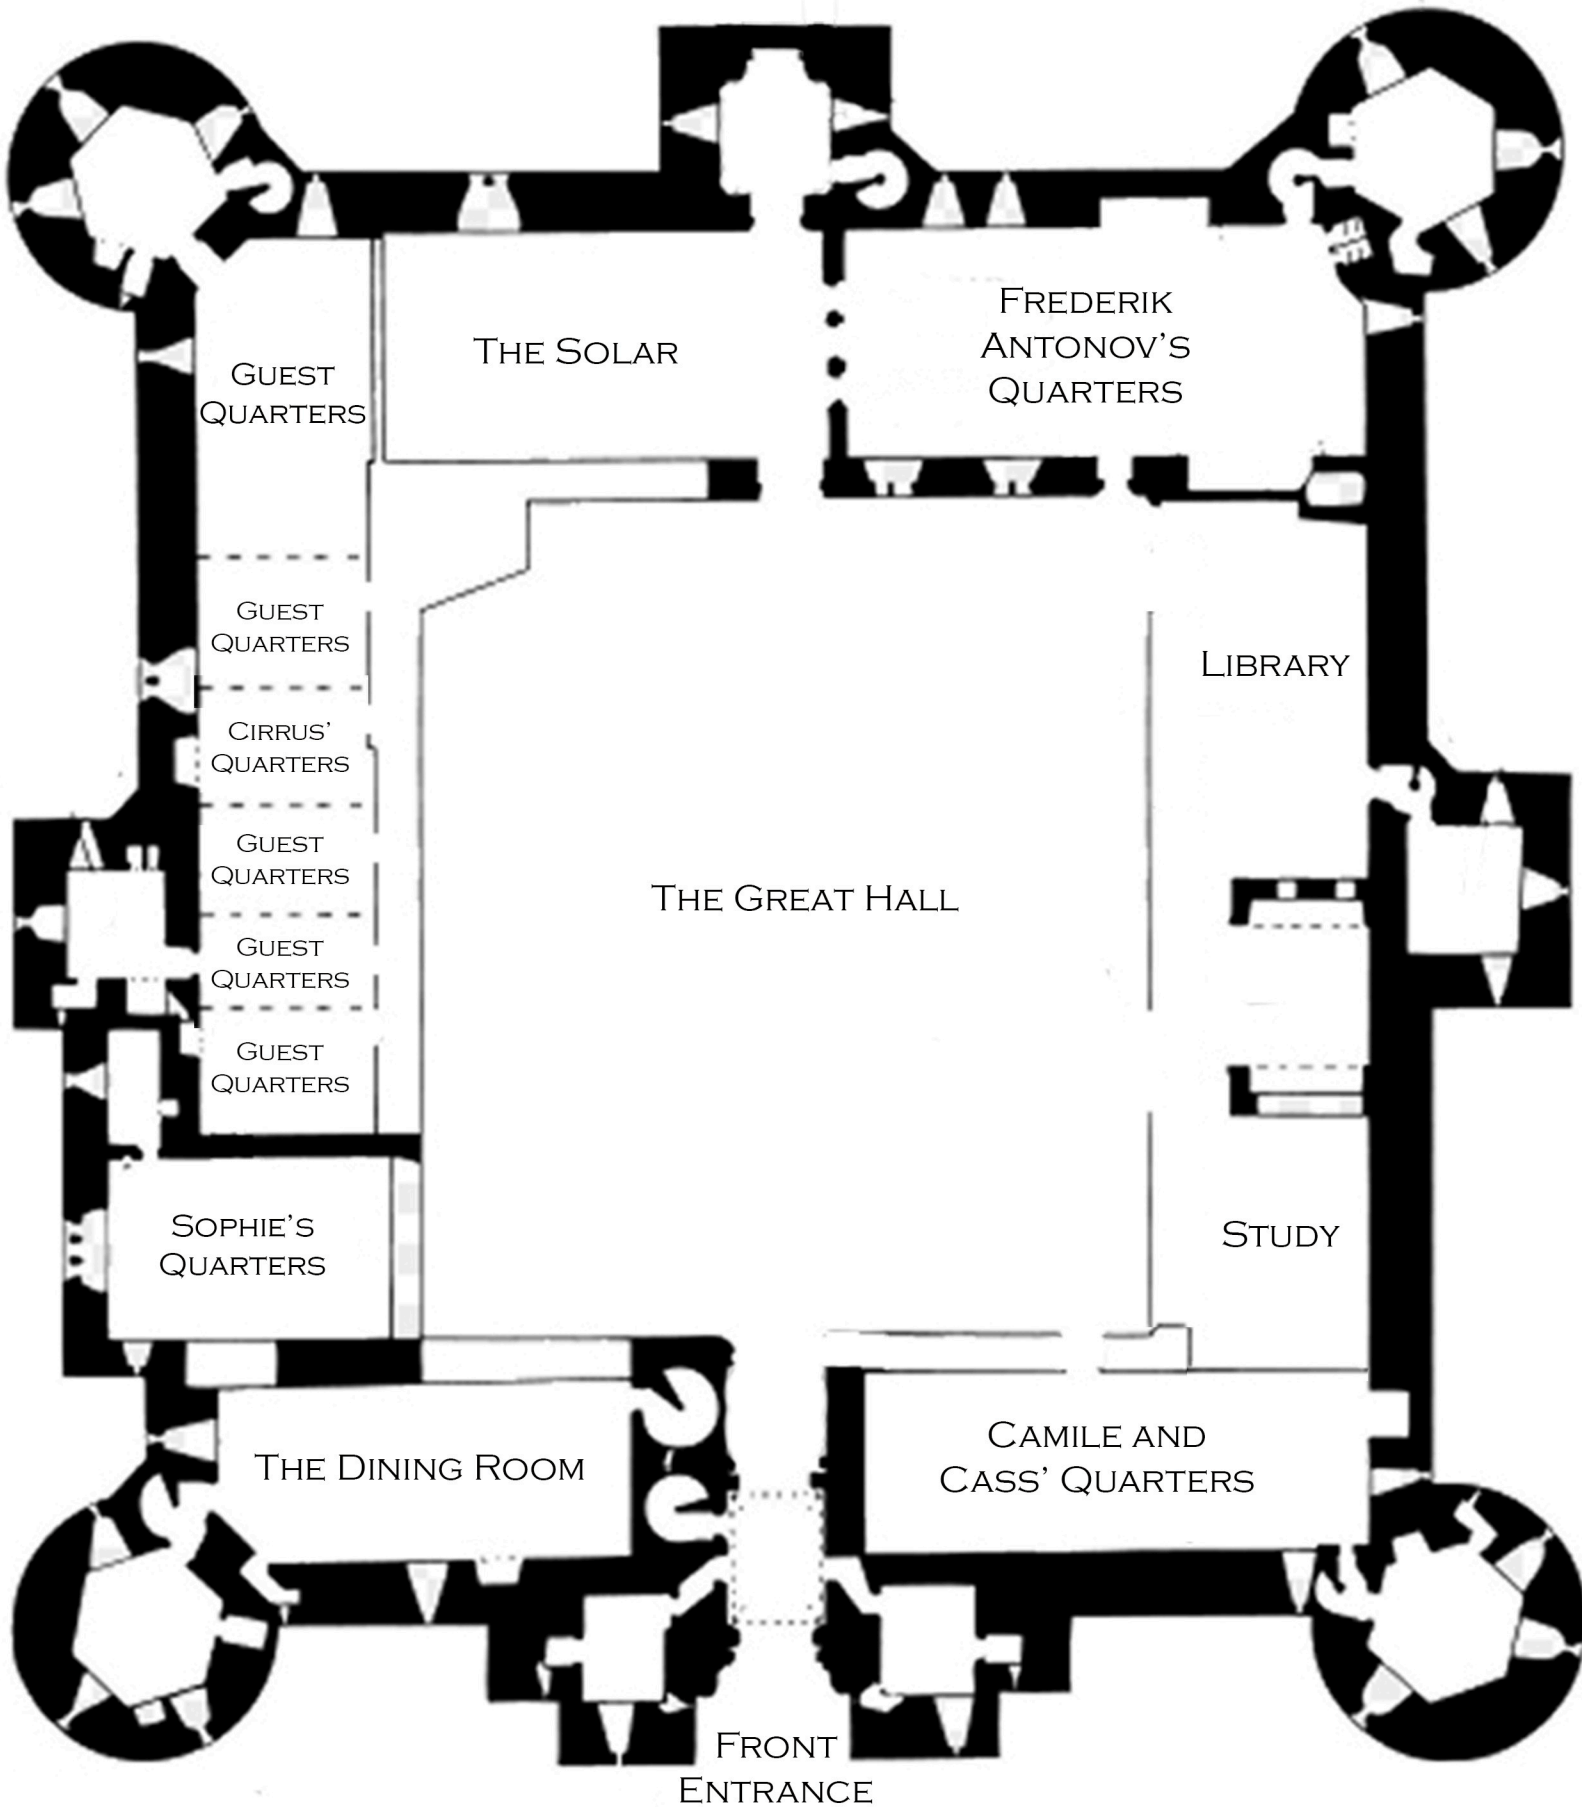 FREDERIK
ANTONOV'S
QUARTERS
THE SOLAR
GUEST
QUARTERS
GUEST
QUARTERS
LIBRARY
CIRRUS'
QUARTERS
GUEST
QUARTERS
THE GREAT HALL
GUEST
QUARTERS
GUEST
QUARTERS
SOPHIE'S
QUARTERS
STUDY
THE DINING ROOM
CAMILE AND
CASS' QUARTERS
FRONT
ENTRANCE